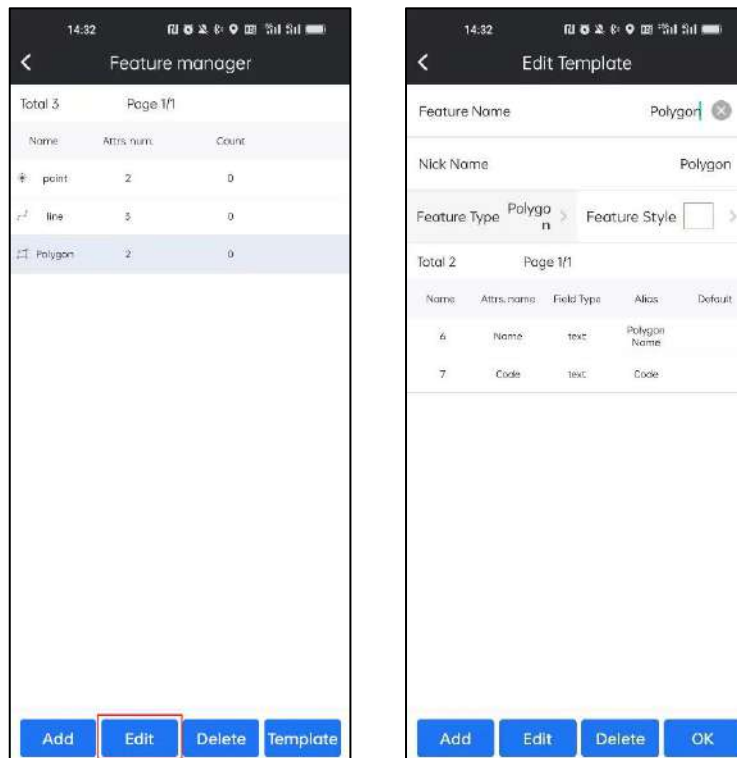 14:32
Feature manager
Total 3 Page 1/1
Name Attrs. num. Count
point 2 0
line 3 0
Polygon 2 0
Add Edit Delete Template
14:32
Edit Template
Feature Name Polygon
Nick Name Polygon
Feature Type Polygo
n Feature Style
Total 2 Page 1/1
Name Attrs. name Field Type Alias Default
6 Name text Polygon
Name
7 Code text Code
Add Edit Delete OK